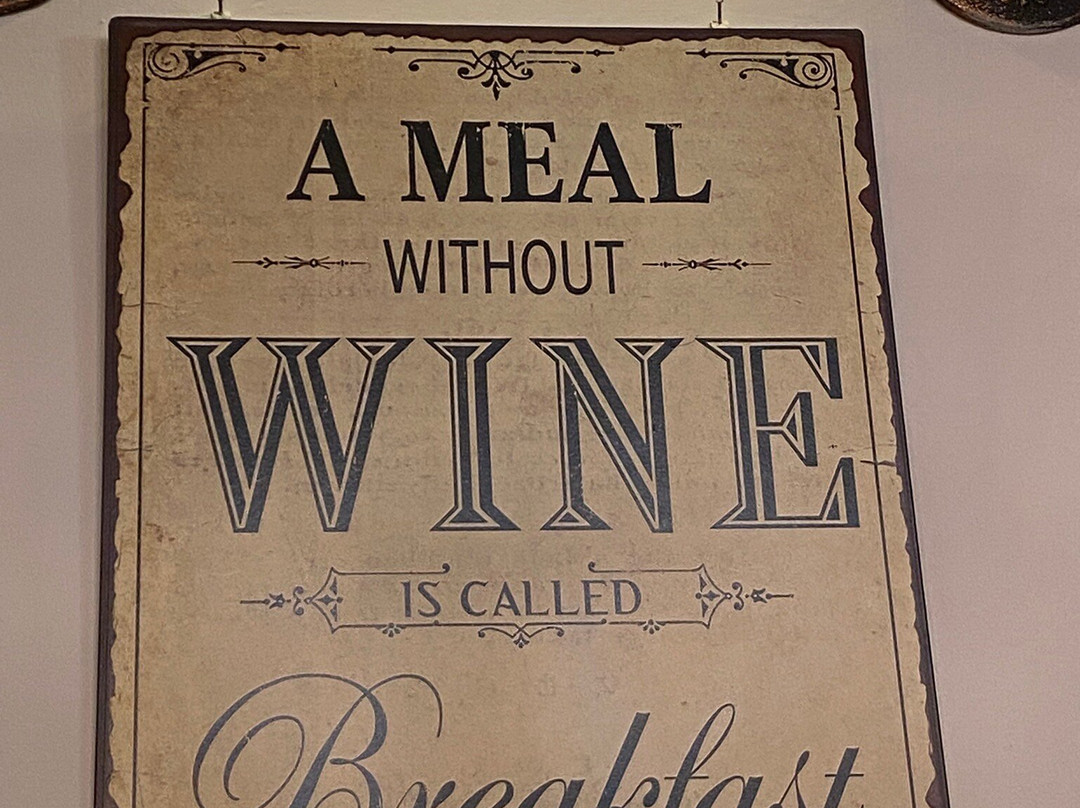 A MEAL
WITHOUT
WINE
IS CALLED
Breakfast